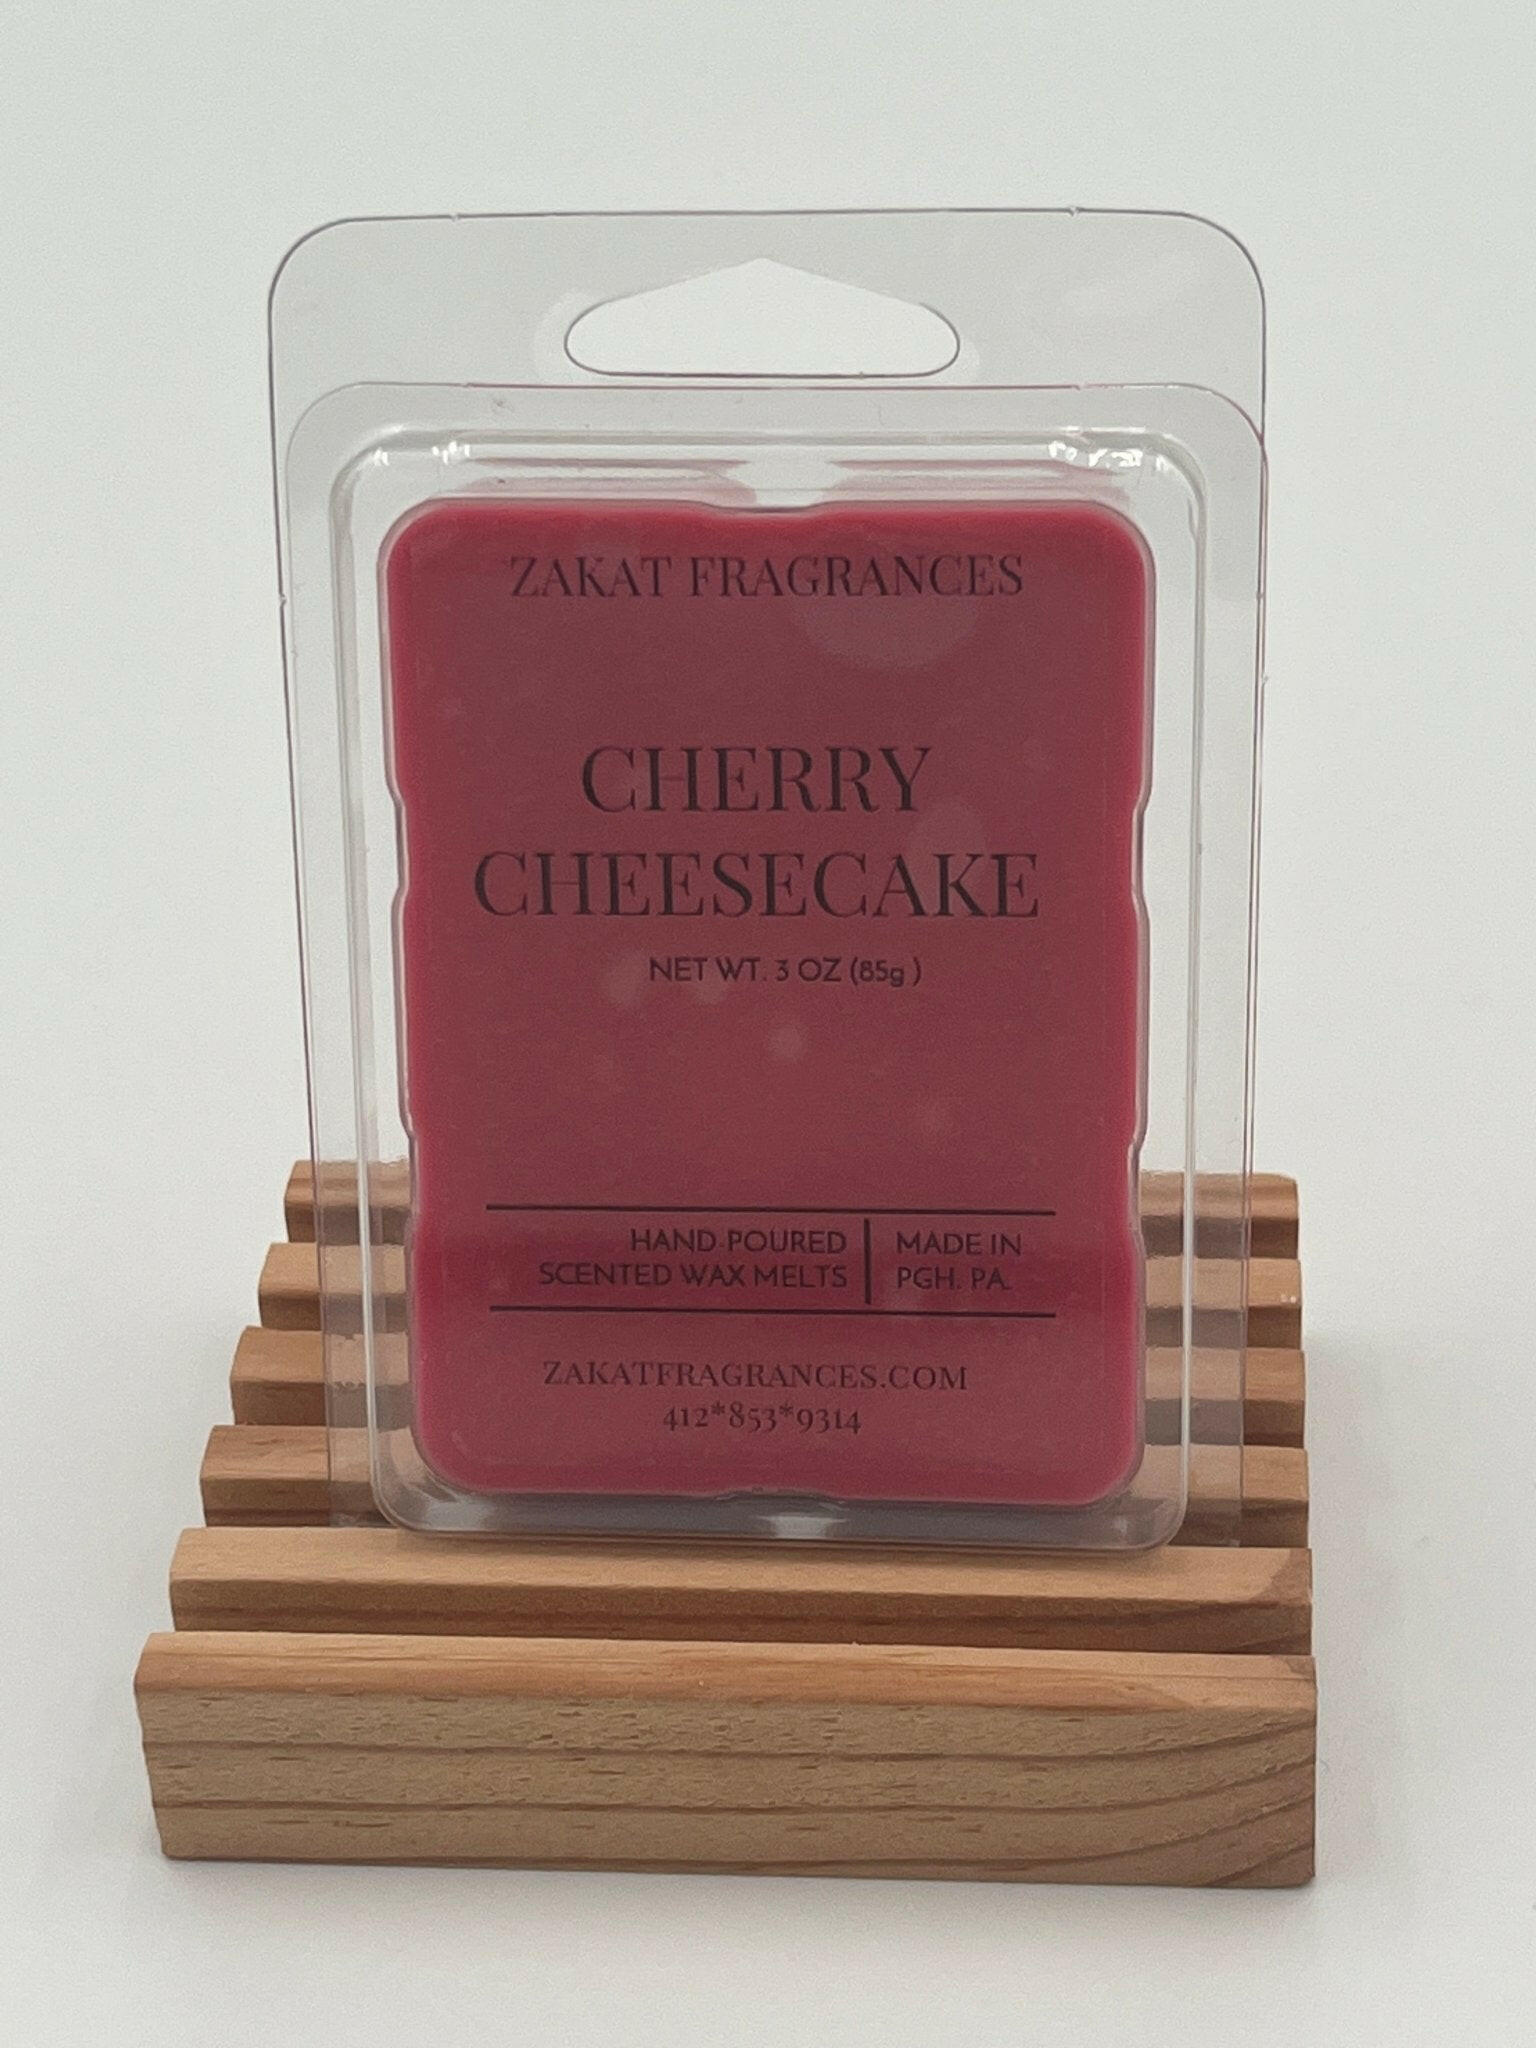 ZAKAT FRAGRANCES
CHERRY
CHEESECAKE
NET WT. 3 OZ (85g )
HAND-POURED
SCENTED WAX MELTS
MADE IN
PGH. PA.
ZAKATFRAGRANCES.COM
412*853*9314